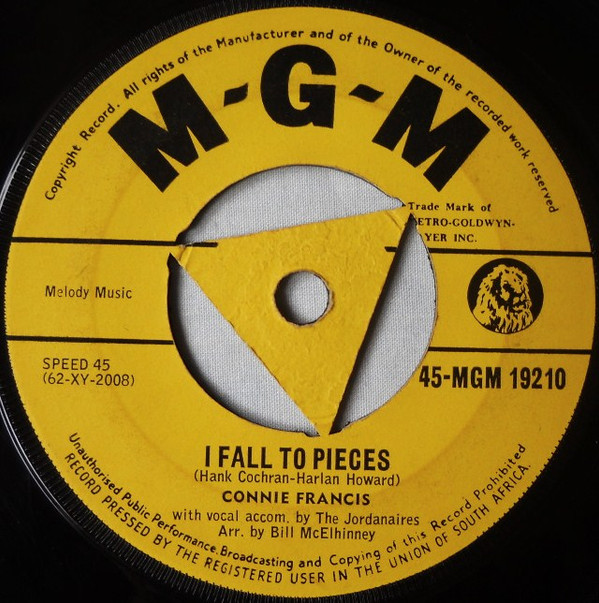 Copyright Record. All rights of the Manufacturer and of the Owner of the recorded work reserved
M-G-M
Trade Mark of
ETRO-GOLDWYN-
YER INC.
Melody Music
SPEED 45
(62-XY-2008)
45-MGM 19210
I FALL TO PIECES
(Hank Cochran-Harlan Howard)
CONNIE FRANCIS
with vocal accom. by The Jordanaires
Arr. by Bill McElhinney
Unauthorised Public Performance, Broadcasting and Copying of this Record Prohibited
RECORD PRESSED BY THE REGISTERED USER IN THE UNION OF SOUTH AFRICA.